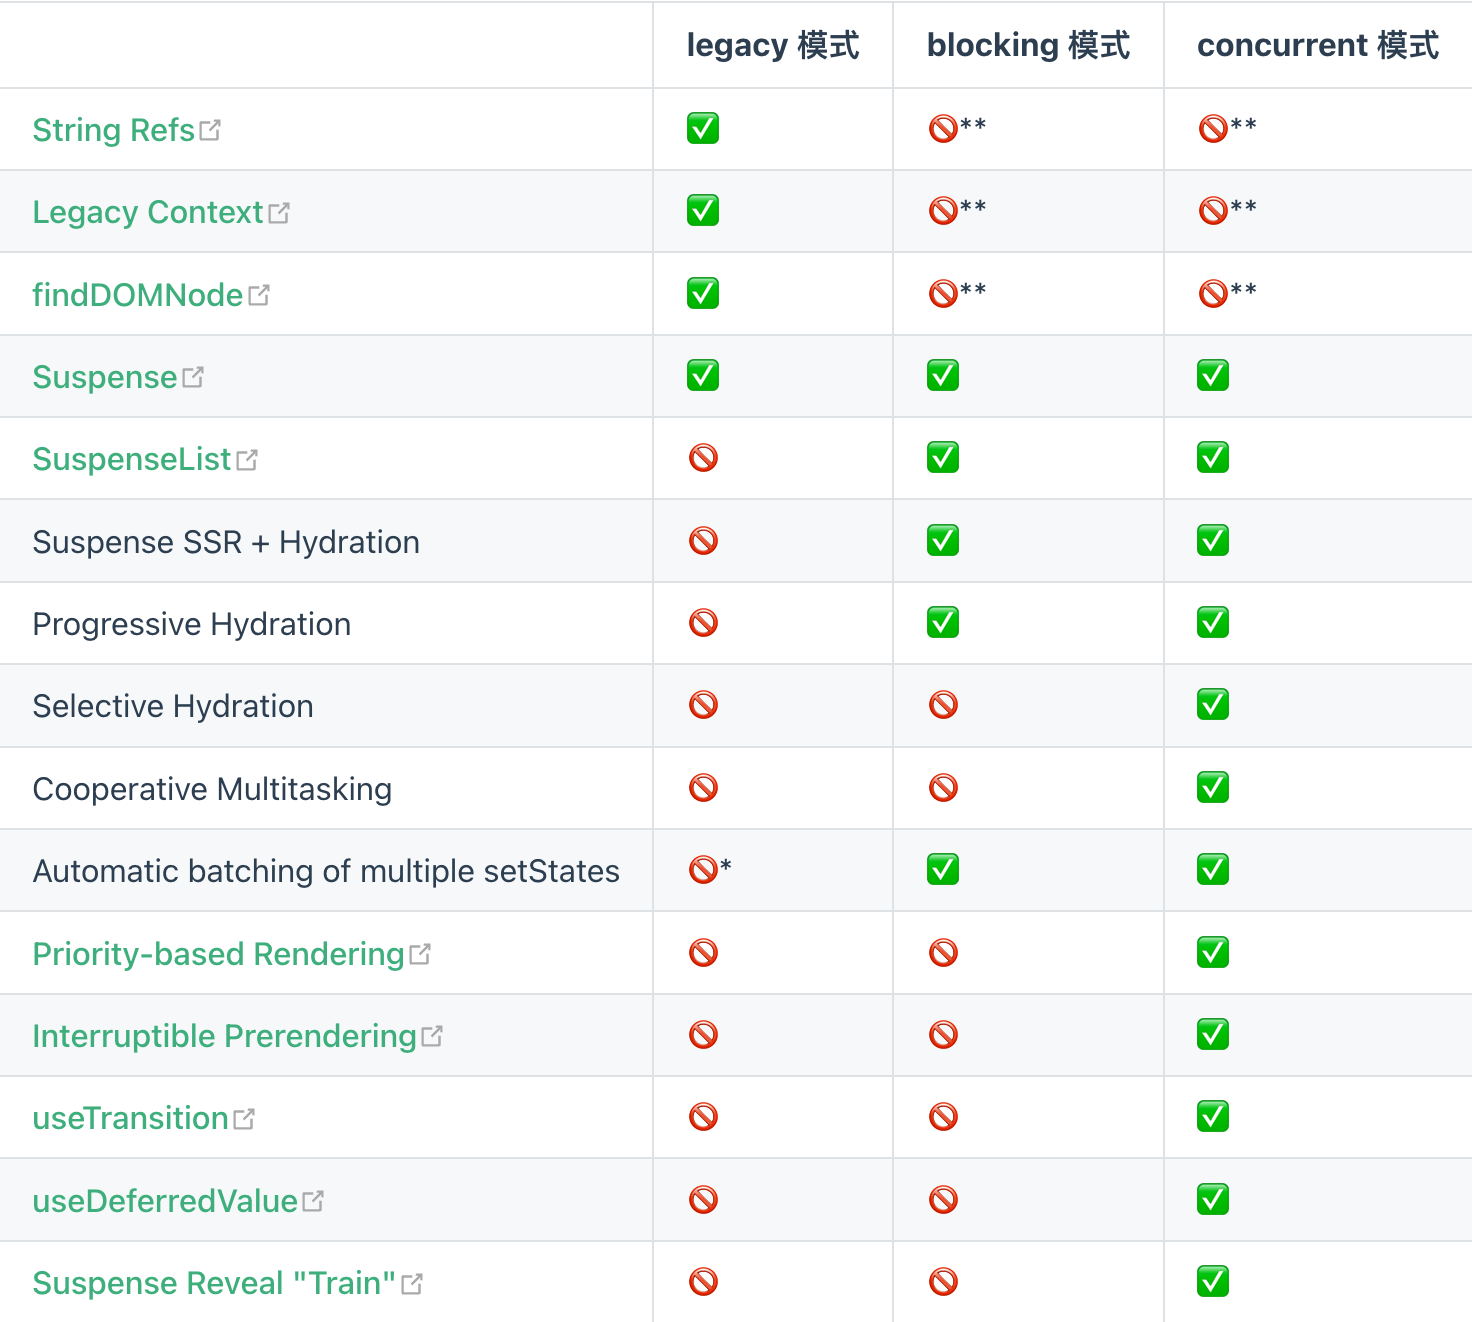 legacy 模式 blocking 模式 concurrent 模式
String Refs ✅ 🚫** 🚫**
Legacy Context ✅ 🚫** 🚫**
findDOMNode ✅ 🚫** 🚫**
Suspense ✅ ✅ ✅
SuspenseList 🚫 ✅ ✅
Suspense SSR + Hydration 🚫 ✅ ✅
Progressive Hydration 🚫 ✅ ✅
Selective Hydration 🚫 🚫 ✅
Cooperative Multitasking 🚫 🚫 ✅
Automatic batching of multiple setStates 🚫* ✅ ✅
Priority-based Rendering 🚫 🚫 ✅
Interruptible Prerendering 🚫 🚫 ✅
useTransition 🚫 🚫 ✅
useDeferredValue 🚫 🚫 ✅
Suspense Reveal "Train" 🚫 🚫 ✅